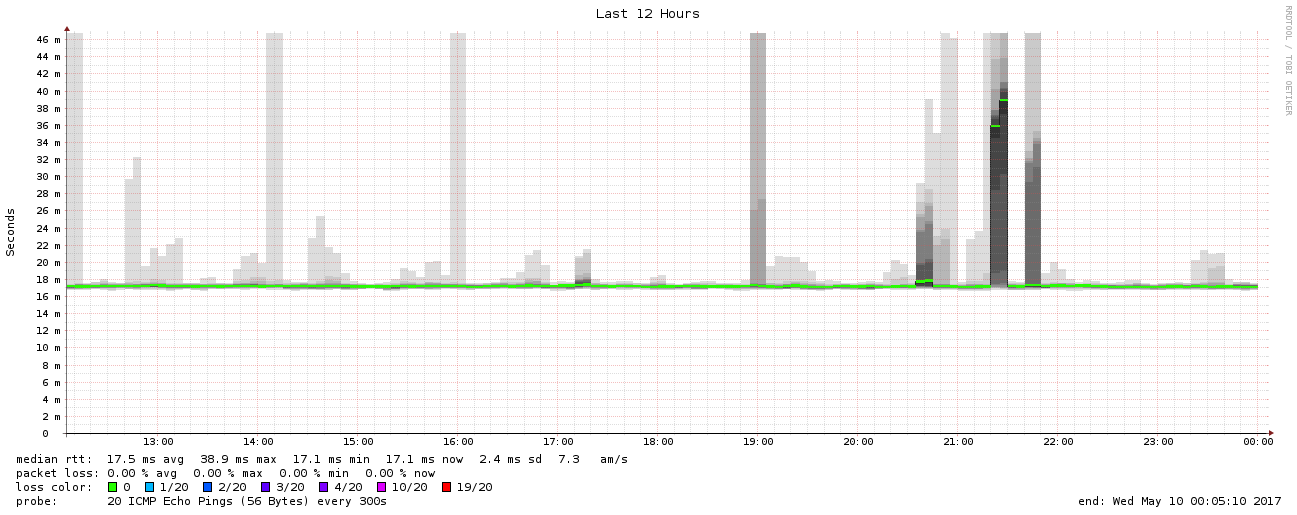 Last 12 Hours
RRDTOOL / TOBI OETIKER
Seconds
46 m
44 m
42 m
40 m
38 m
36 m
34 m
32 m
30 m
28 m
26 m
24 m
22 m
20 m
18 m
16 m
14 m
12 m
10 m
8 m
6 m
4 m
2 m
0
13:00 14:00 15:00 16:00 17:00 18:00 19:00 20:00 21:00 22:00 23:00 00:00
median rtt: 17.5 ms avg 38.9 ms max 17.1 ms min 17.1 ms now 2.4 ms sd 7.3 am/s
packet loss: 0.00 % avg 0.00 % max 0.00 % min 0.00 % now
loss color: 0 1/20 2/20 3/20 4/20 10/20 19/20
probe: 20 ICMP Echo Pings (56 Bytes) every 300s end: Wed May 10 00:05:10 2017